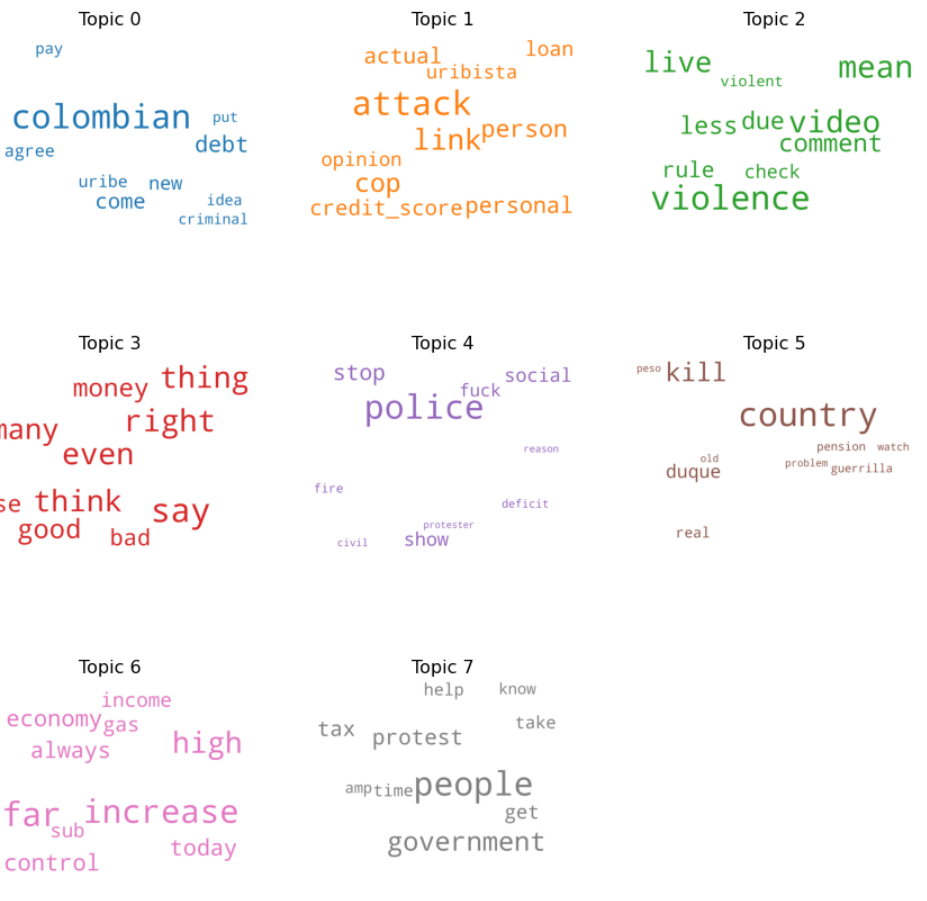 Topic 0
pay
colombian put
agree debt
uribe new
come idea
criminal
Topic 1
actual loan
uribista
attack
link person
opinion
cop
credit_score personal
Topic 2
live mean
violent
less due video
comment
rule check
violence
Topic 3
money thing
many right
even
se think say
good bad
Topic 4
stop social
fuck
police
reason
fire
deficit
protester
civil show
Topic 5
peso kill
country
pension watch
old
duque problem guerrilla
real
Topic 6
income
economy gas
always high
far increase
sub
control today
Topic 7
help know
tax protest take
amp time people
get
government